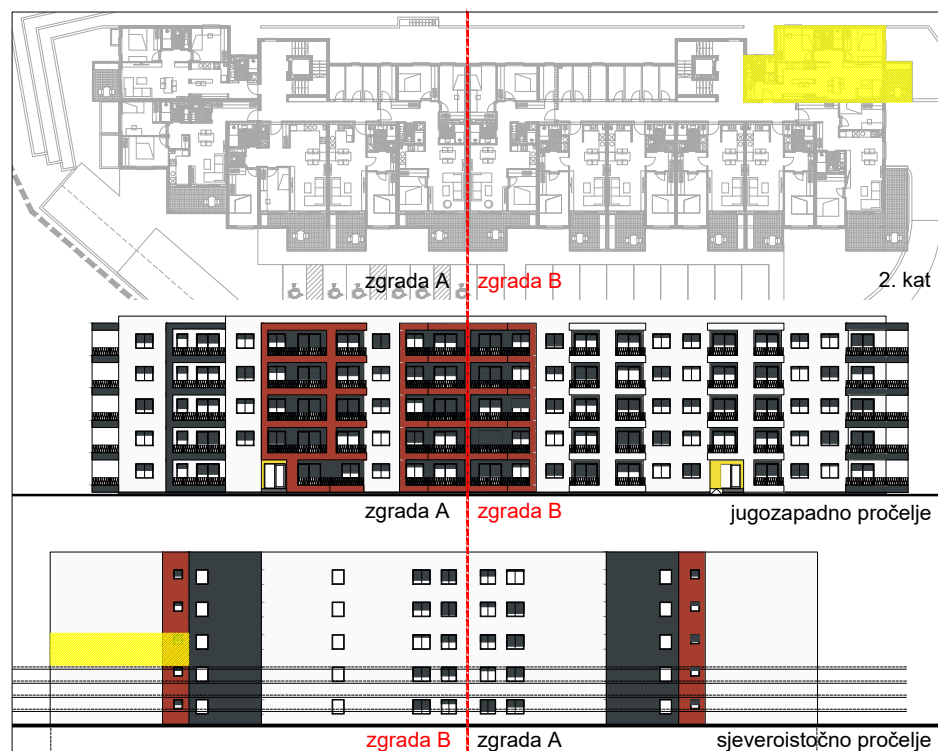 zgrada A zgrada B 2. kat
zgrada A zgrada B jugozapadno pročelje
zgrada B zgrada A sjeveroistočno pročelje